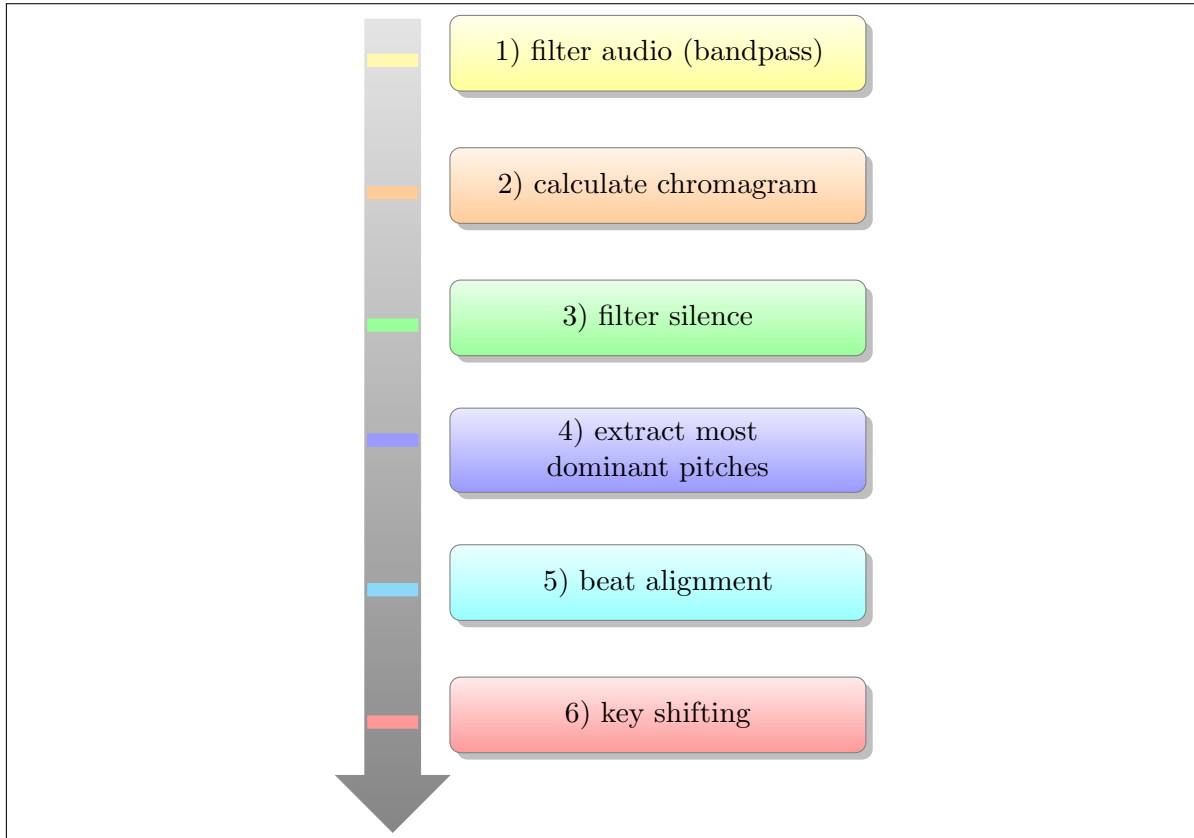 1) filter audio (bandpass)
2) calculate chromagram
3) filter silence
4) extract most
dominant pitches
5) beat alignment
6) key shifting